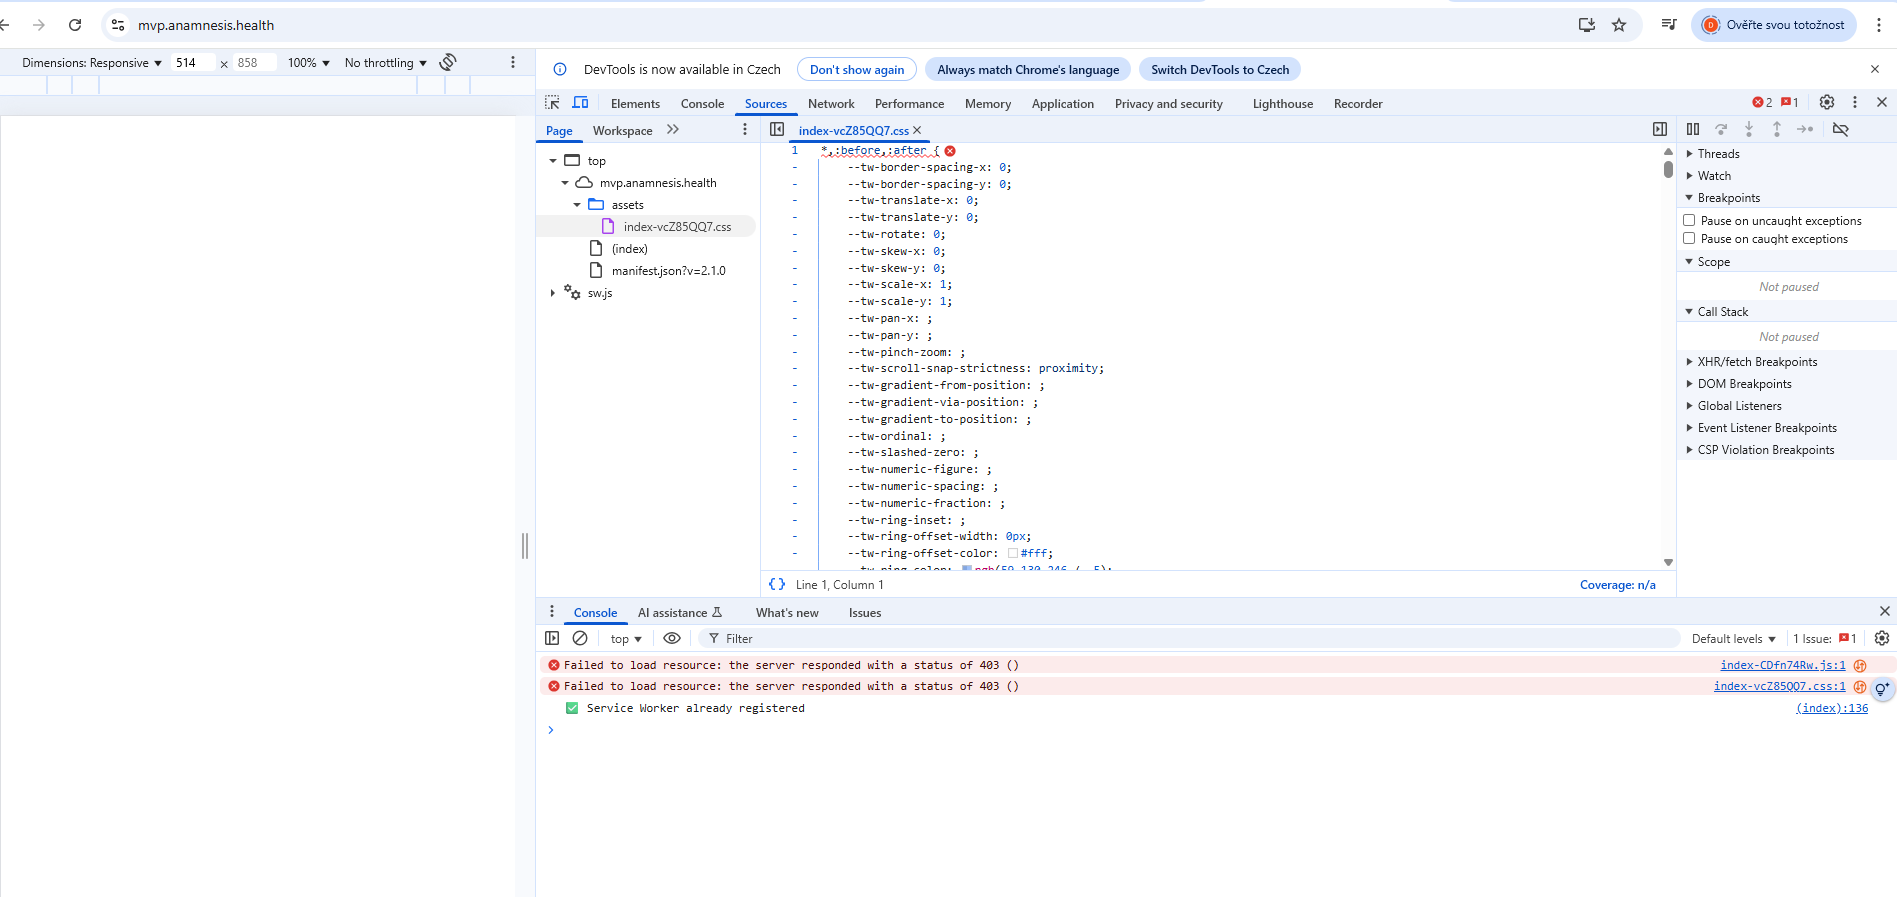 mvp.anamnesis.health
Ověřte svou totožnost
Dimensions: Responsive 514 x 858 100% No throttling
DevTools is now available in Czech Don't show again Always match Chrome's language Switch DevTools to Czech
Elements Console Sources Network Performance Memory Application Privacy and security Lighthouse Recorder 2 1
Page Workspace
index-vcZ85QQ7.css
top
mvp.anamnesis.health
assets
index-vcZ85QQ7.css
(index)
manifest.json?v=2.1.0
sw.js
1 *,:before,:after {
- --tw-border-spacing-x: 0;
- --tw-border-spacing-y: 0;
- --tw-translate-x: 0;
- --tw-translate-y: 0;
- --tw-rotate: 0;
- --tw-skew-x: 0;
- --tw-skew-y: 0;
- --tw-scale-x: 1;
- --tw-scale-y: 1;
- --tw-pan-x: ;
- --tw-pan-y: ;
- --tw-pinch-zoom: ;
- --tw-scroll-snap-strictness: proximity;
- --tw-gradient-from-position: ;
- --tw-gradient-via-position: ;
- --tw-gradient-to-position: ;
- --tw-ordinal: ;
- --tw-slashed-zero: ;
- --tw-numeric-figure: ;
- --tw-numeric-spacing: ;
- --tw-numeric-fraction: ;
- --tw-ring-inset: ;
- --tw-ring-offset-width: 0px;
- --tw-ring-offset-color: #fff;
Line 1, Column 1
Coverage: n/a
Threads
Watch
Breakpoints
Pause on uncaught exceptions
Pause on caught exceptions
Scope
Not paused
Call Stack
Not paused
XHR/fetch Breakpoints
DOM Breakpoints
Global Listeners
Event Listener Breakpoints
CSP Violation Breakpoints
Console AI assistance What's new Issues
top Filter Default levels 1 Issue: 1
Failed to load resource: the server responded with a status of 403 () index-CDfn74Rw.js:1
Failed to load resource: the server responded with a status of 403 () index-vcZ85QQ7.css:1
Service Worker already registered (index):136